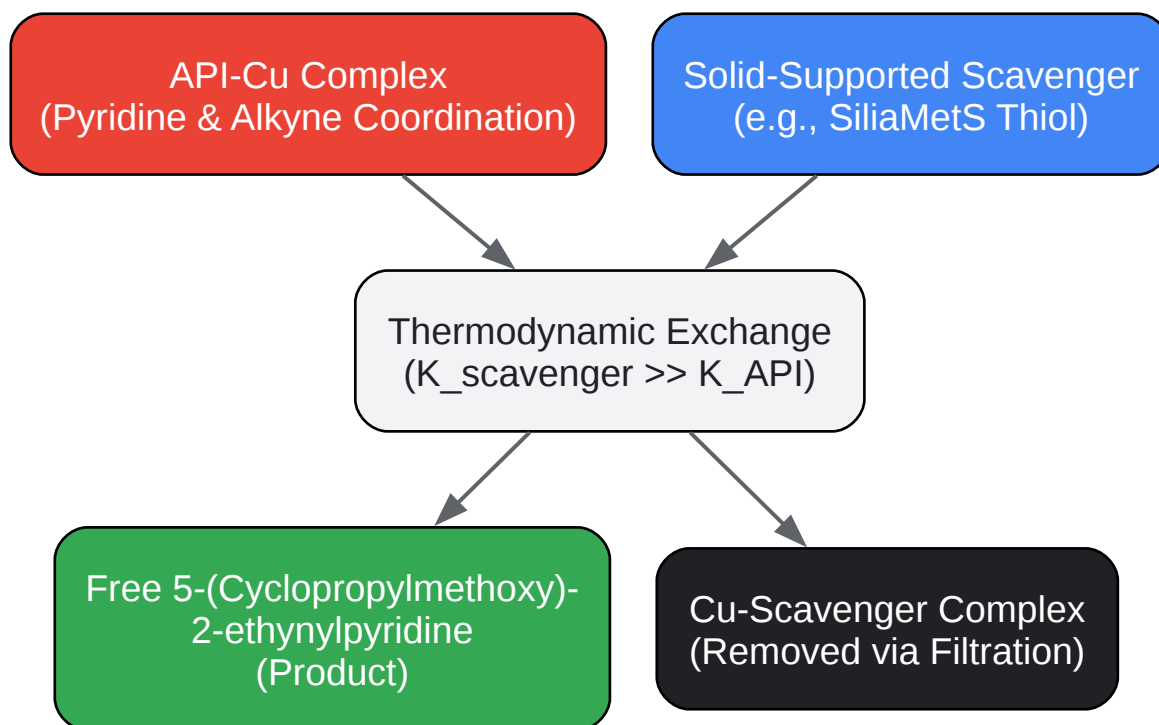 API-Cu Complex
(Pyridine & Alkyne Coordination)
Solid-Supported Scavenger
(e.g., SiliaMetS Thiol)
Thermodynamic Exchange
(K_scavenger >> K_API)
Free 5-(Cyclopropylmethoxy)-
2-ethynylpyridine
(Product)
Cu-Scavenger Complex
(Removed via Filtration)